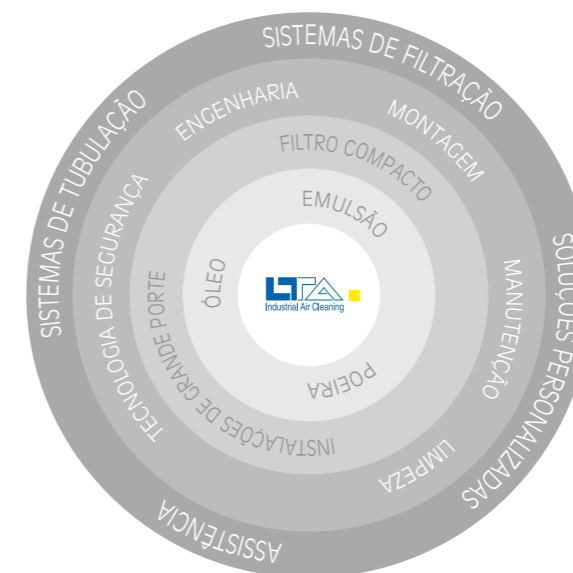 SISTEMAS DE FILTRAÇÃO
SOLUÇÕES PERSONALIZADAS
ASSISTÊNCIA
SISTEMAS DE TUBULAÇÃO
ENGENHARIA
MONTAGEM
MANUTENÇÃO
LIMPEZA
TECNOLOGIA DE SEGURANÇA
FILTRO COMPACTO
INSTALAÇÕES DE GRANDE PORTE
EMULSÃO
POEIRA
ÓLEO
LTA
Industrial Air Cleaning